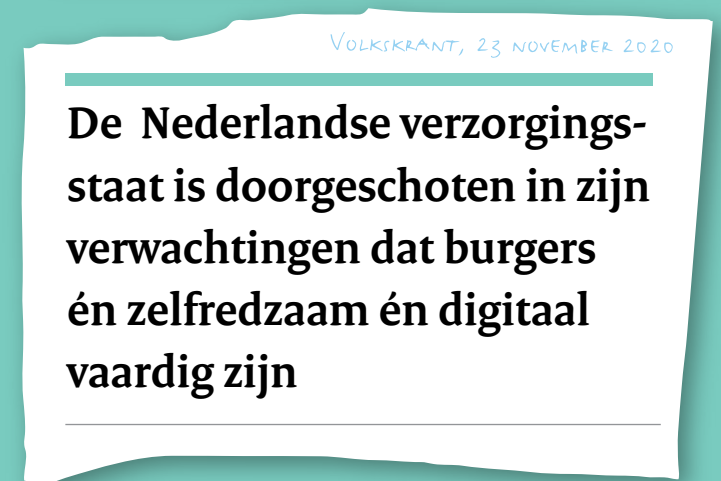 VOLKSKRANT, 23 NOVEMBER 2020
De Nederlandse verzorgings-
staat is doorgeschoten in zijn
verwachtingen dat burgers
én zelfredzaam én digitaal
vaardig zijn